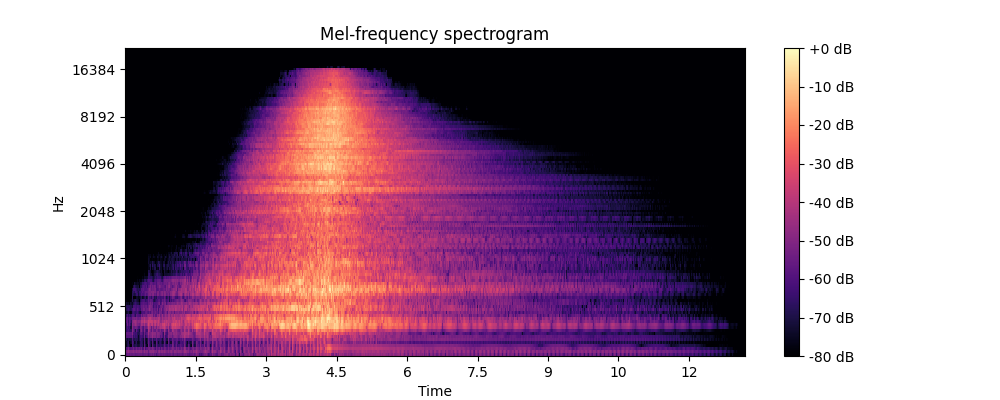 Mel-frequency spectrogram
Hz
16384
8192
4096
2048
1024
512
0
0 1.5 3 4.5 6 7.5 9 10 12
Time
+0 dB
-10 dB
-20 dB
-30 dB
-40 dB
-50 dB
-60 dB
-70 dB
-80 dB